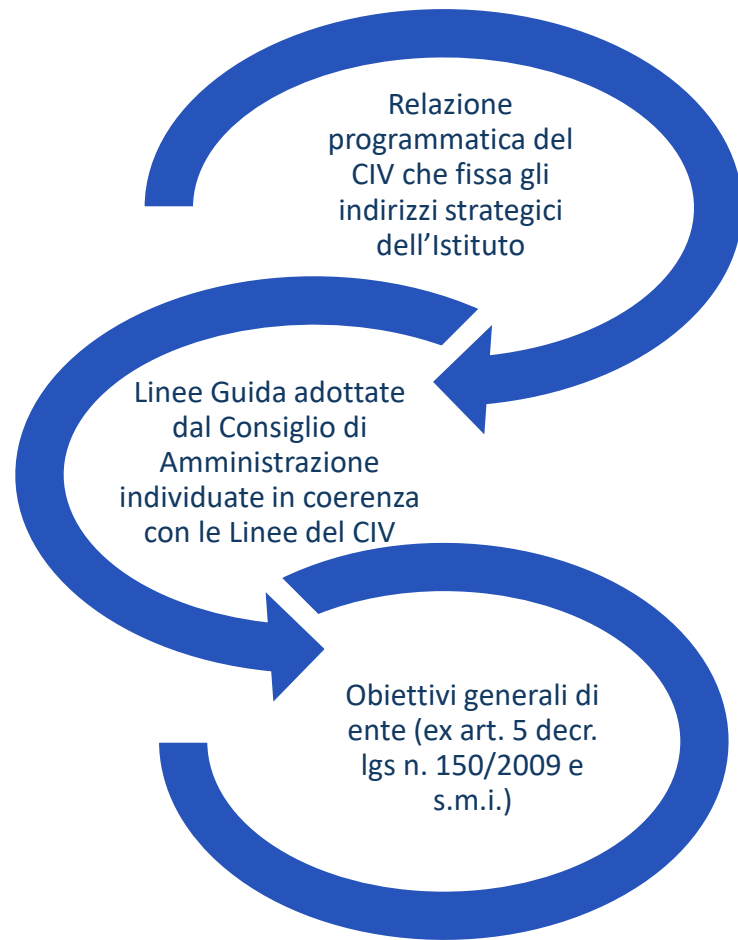 Relazione
programmatica del
CIV che fissa gli
indirizzi strategici
dell’Istituto
Linee Guida adottate
dal Consiglio di
Amministrazione
individuate in coerenza
con le Linee del CIV
Obiettivi generali di
ente (ex art. 5 decr.
lgs n. 150/2009 e
s.m.i.)